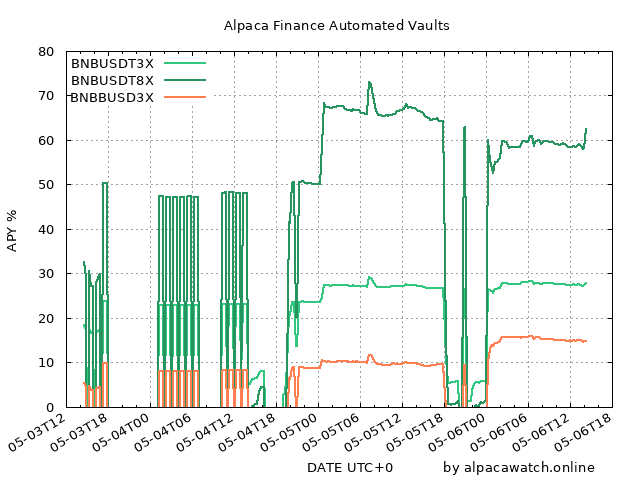 Alpaca Finance Automated Vaults
80
70
60
50
40
30
20
10
0
APY %
BNBUSDT3X
BNBUSDT8X
BNBBUSD3X
05-03T12
05-03T18
05-04T00
05-04T06
05-04T12
05-04T18
05-05T00
05-05T06
05-05T12
05-05T18
05-06T00
05-06T06
05-06T12
05-06T18
DATE UTC+0
by alpacawatch.online